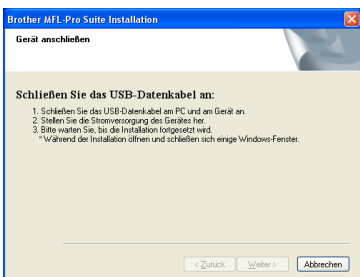 Brother MFL-Pro Suite Installation
Gerät anschließen
Schließen Sie das USB-Datenkabel an:
1. Schließen Sie das USB-Datenkabel am PC und am Gerät an.
2. Stellen Sie die Stromversorgung des Gerätes her.
3. Bitte warten Sie, bis die Installation fortgesetzt wird.
* Während der Installation öffnen und schließen sich einige Windows-Fenster.
< Zurück Weiter > Abbrechen